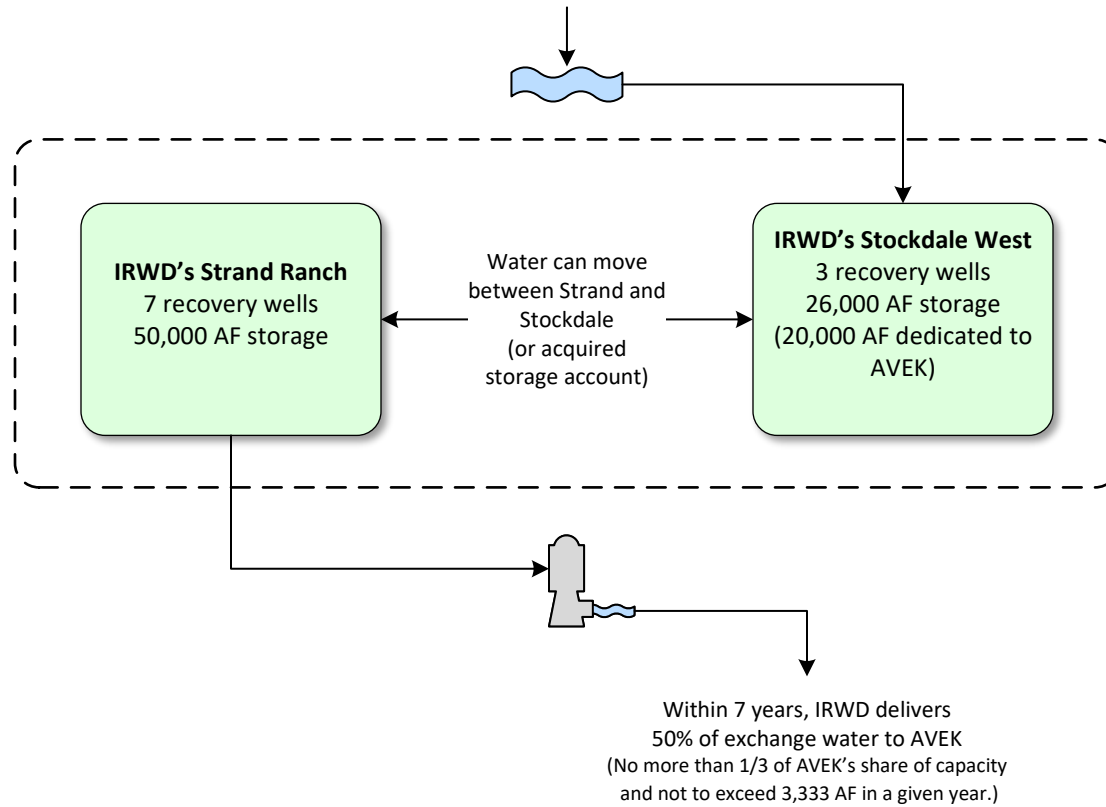 IRWD’s Strand Ranch
7 recovery wells
50,000 AF storage
Water can move
between Strand and
Stockdale
(or acquired
storage account)
IRWD’s Stockdale West
3 recovery wells
26,000 AF storage
(20,000 AF dedicated to
AVEK)
Within 7 years, IRWD delivers
50% of exchange water to AVEK
(No more than 1/3 of AVEK’s share of capacity
and not to exceed 3,333 AF in a given year.)